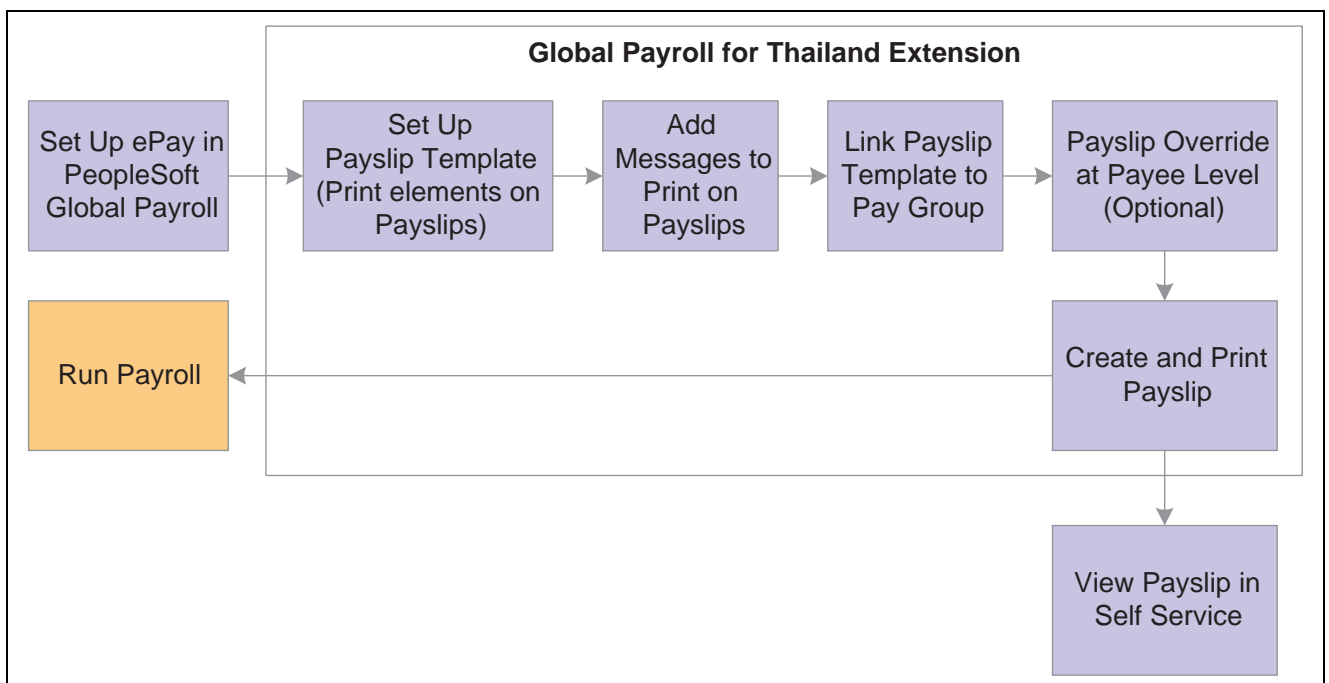 Global Payroll for Thailand Extension
Set Up ePay in
PeopleSoft
Global Payroll
Set Up
Payslip Template
(Print elements on
Payslips)
Add
Messages to
Print on
Payslips
Link Payslip
Template to
Pay Group
Payslip Override
at Payee Level
(Optional)
Run Payroll
Create and Print
Payslip
View Payslip in
Self Service